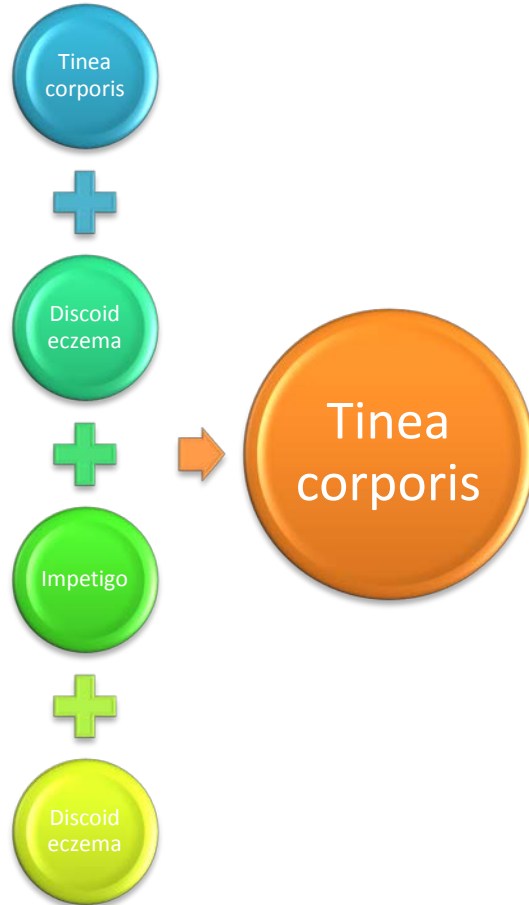 Tinea
corporis
Discoid
eczema
Impetigo
Discoid
eczema
Tinea
corporis